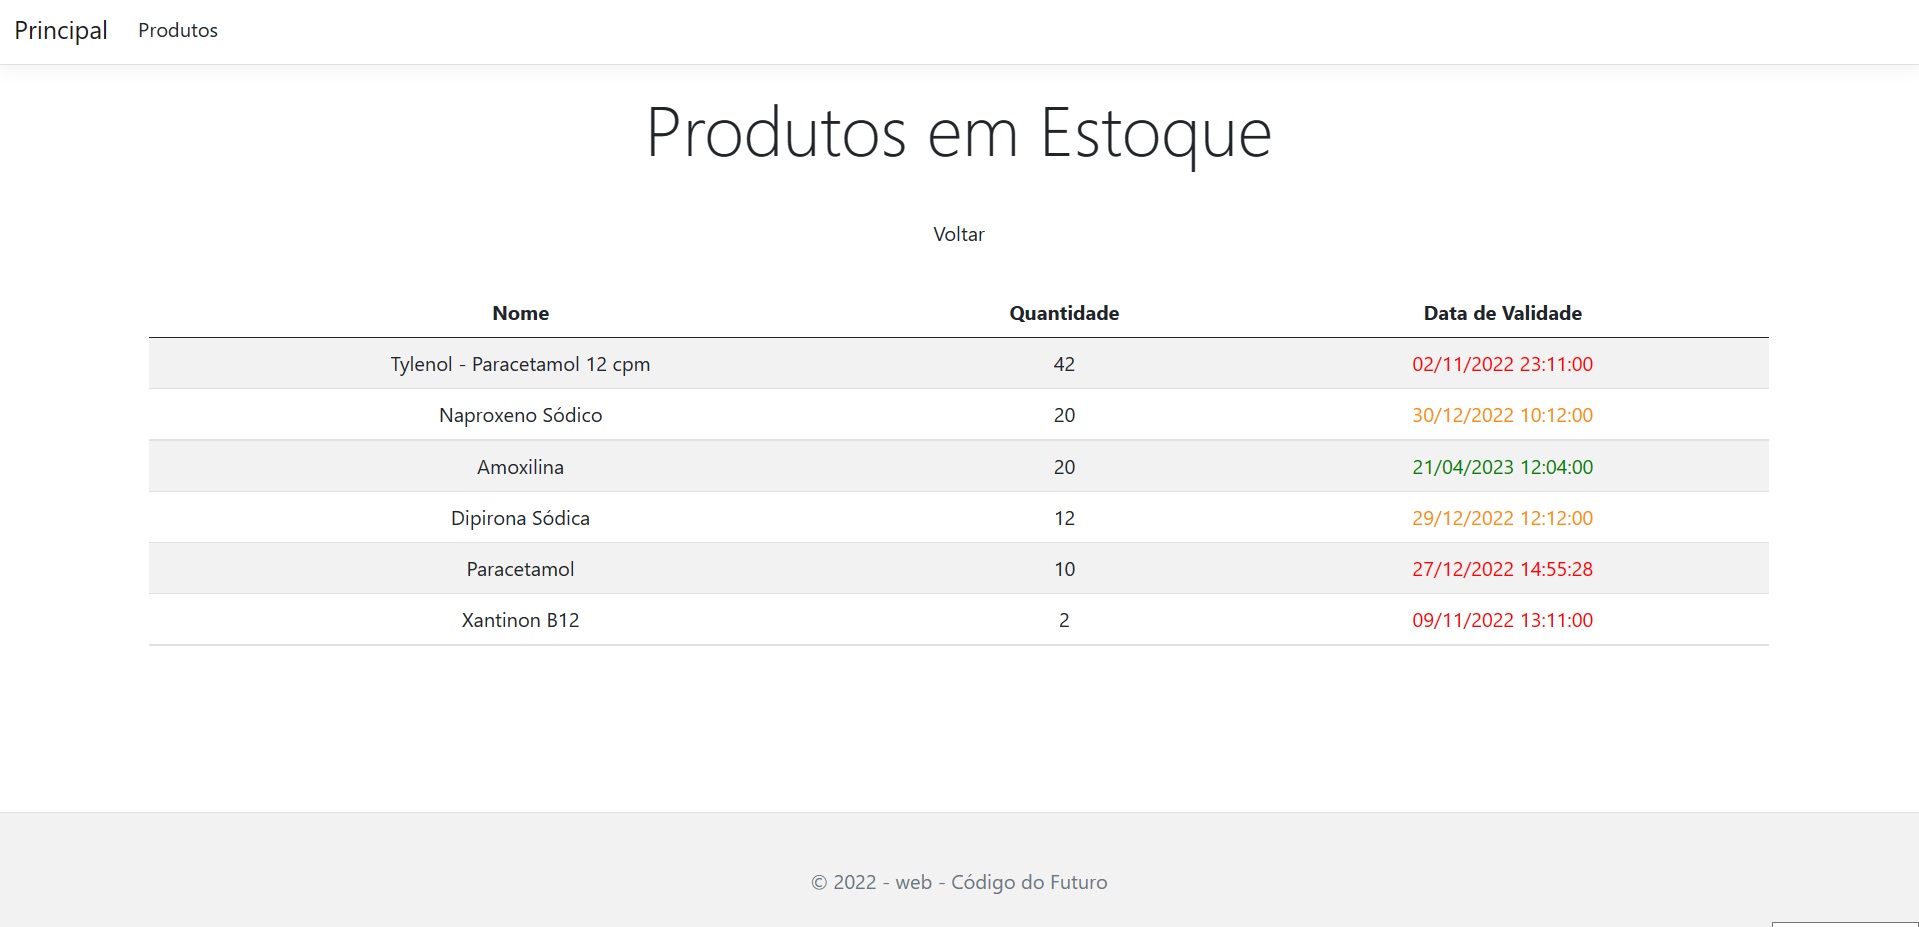 Principal Produtos
Produtos em Estoque
Voltar
Nome Quantidade Data de Validade
Tylenol - Paracetamol 12 cpm 42 02/11/2022 23:11:00
Naproxeno Sódico 20 30/12/2022 10:12:00
Amoxilina 20 21/04/2023 12:04:00
Dipirona Sódica 12 29/12/2022 12:12:00
Paracetamol 10 27/12/2022 14:55:28
Xantinon B12 2 09/11/2022 13:11:00
© 2022 - web - Código do Futuro